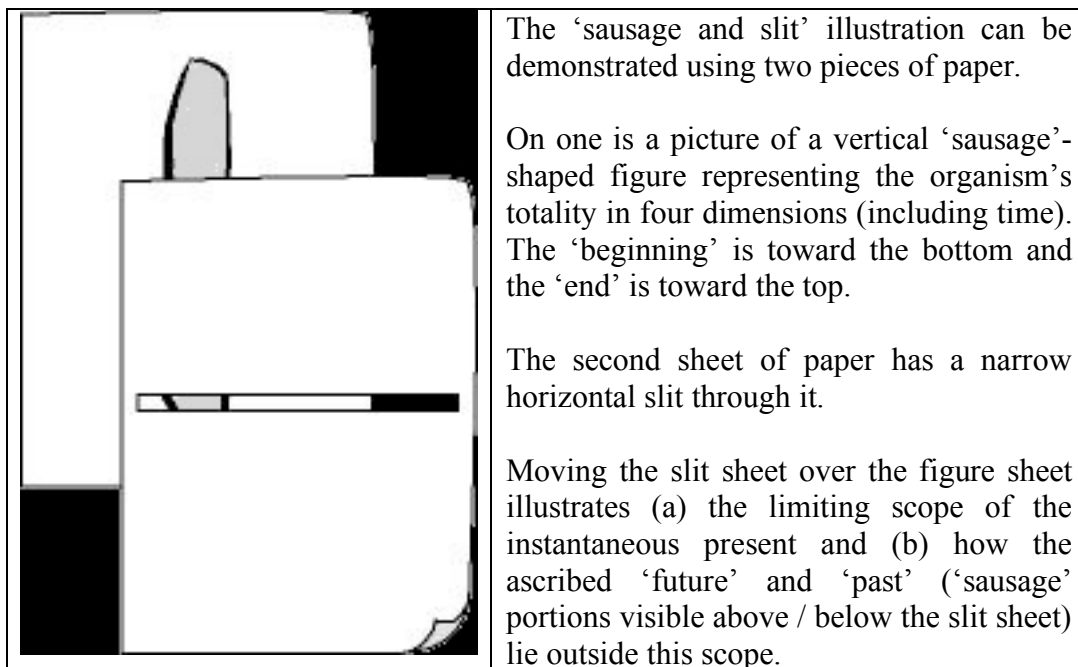 The ‘sausage and slit’ illustration can be
demonstrated using two pieces of paper.
On one is a picture of a vertical ‘sausage’-
shaped figure representing the organism’s
totality in four dimensions (including time).
The ‘beginning’ is toward the bottom and
the ‘end’ is toward the top.
The second sheet of paper has a narrow
horizontal slit through it.
Moving the slit sheet over the figure sheet
illustrates (a) the limiting scope of the
instantaneous present and (b) how the
ascribed ‘future’ and ‘past’ (‘sausage’
portions visible above / below the slit sheet)
lie outside this scope.